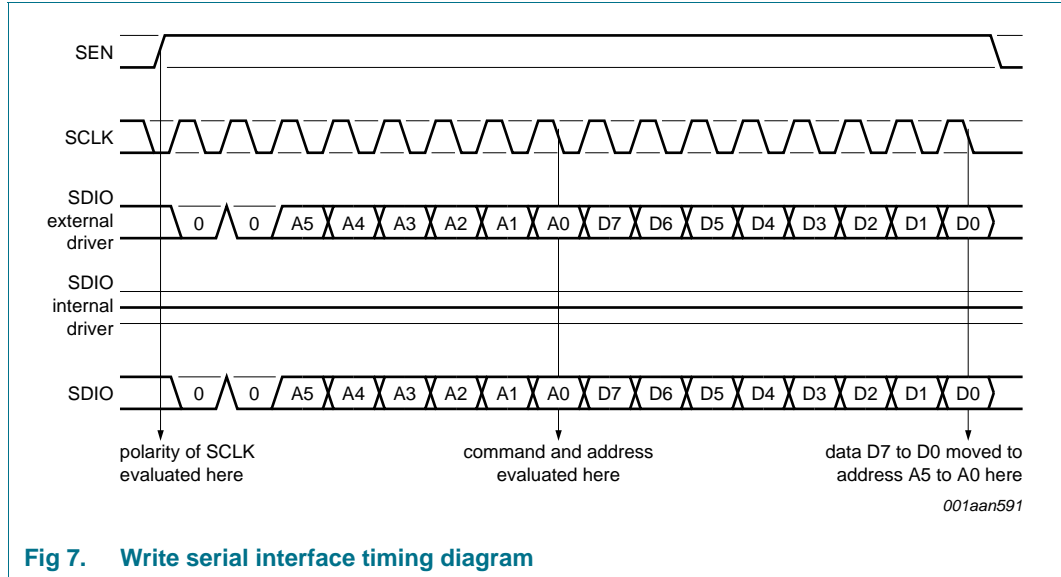 SEN
SCLK
SDIO
external
driver
0 0 A5 A4 A3 A2 A1 A0 D7 D6 D5 D4 D3 D2 D1 D0
SDIO
internal
driver
SDIO
0 0 A5 A4 A3 A2 A1 A0 D7 D6 D5 D4 D3 D2 D1 D0
polarity of SCLK
evaluated here
command and address
evaluated here
data D7 to D0 moved to
address A5 to A0 here
001aan591
Fig 7. Write serial interface timing diagram